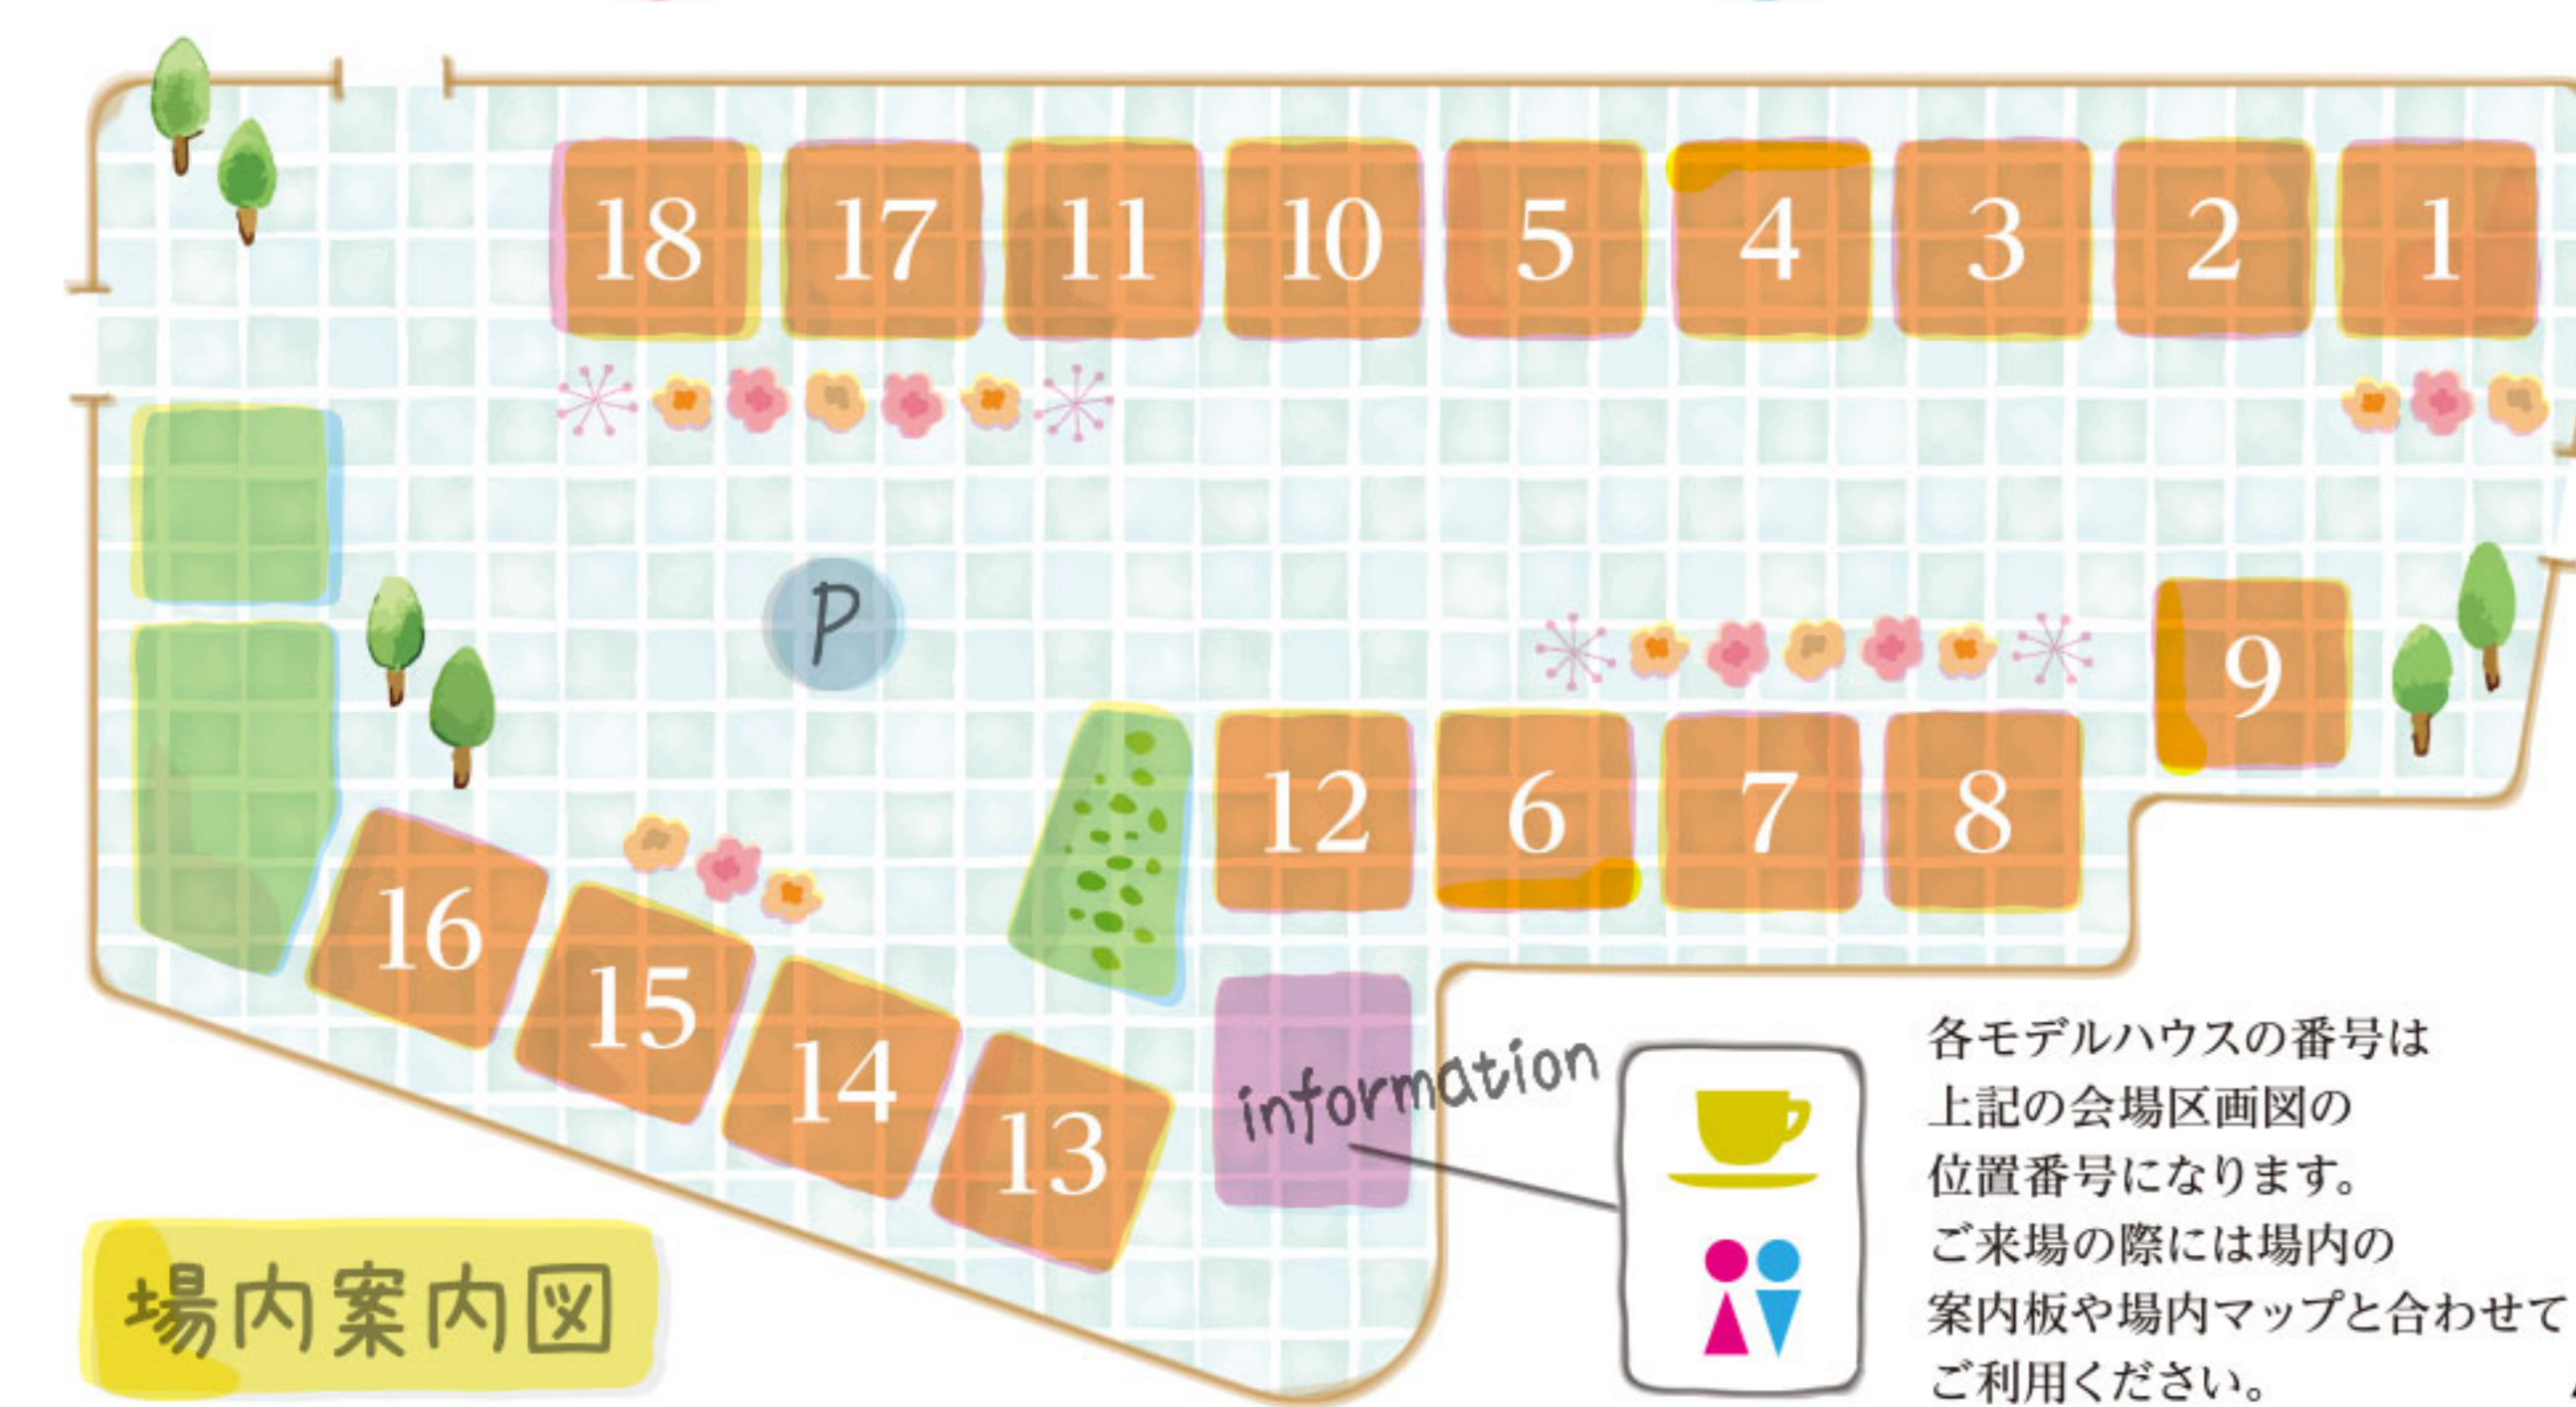 18 17 11 10 5 4 3 2 1
P
9
12 6 7 8
16
15
14
13
information
各モデルハウスの番号は
上記の会場区画図の
位置番号になります。
ご来場の際には場内の
案内板や場内マップと合わせて
ご利用ください。
場内案内図